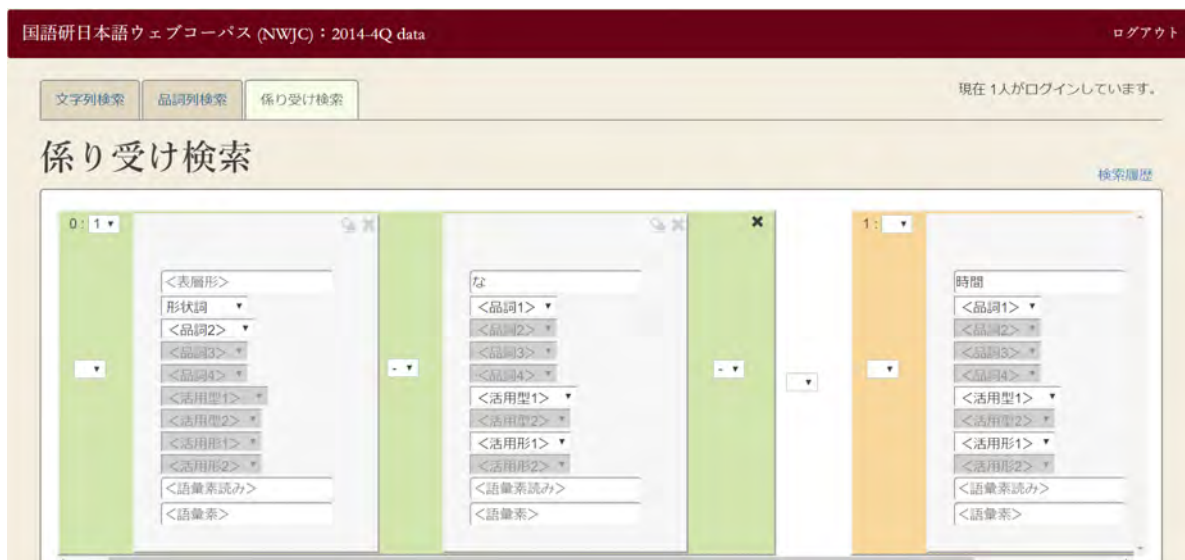 国語研日本語ウェブコーパス (NWJC)：2014-4Q data ログアウト
文字列検索 品詞列検索 係り受け検索 現在 1人がログインしています。
係り受け検索
検索履歴
0 : 1 1 :
<表層形> な 時間
形状詞 <品詞1> <品詞1>
<品詞2> <品詞2> <品詞2>
<品詞3> <品詞3> <品詞3>
<品詞4> - <品詞4> - <品詞4>
<活用型1> <活用型1> <活用型1>
<活用型2> <活用型2> <活用型2>
<活用形1> <活用形1> <活用形1>
<活用形2> <活用形2> <活用形2>
<語彙素読み> <語彙素読み> <語彙素読み>
<語彙素> <語彙素> <語彙素>